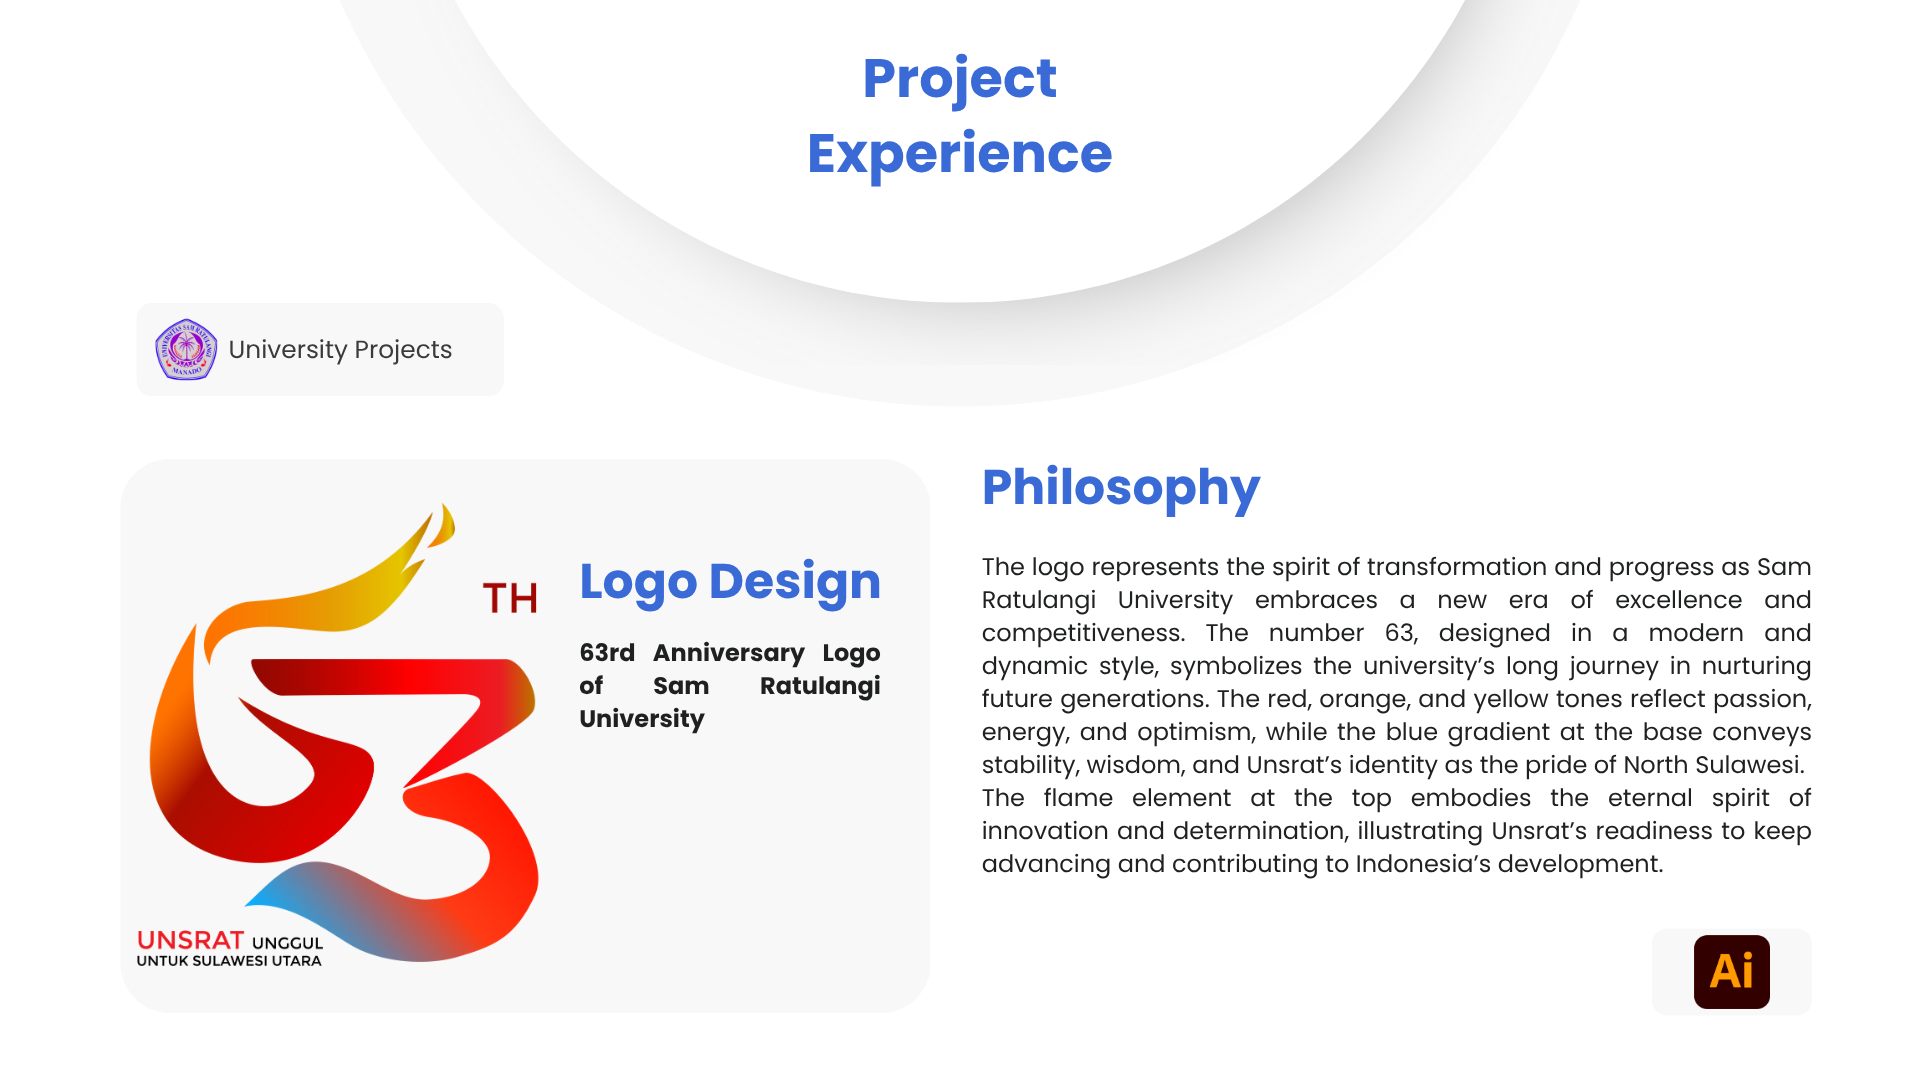 Project
Experience
UNIVERSITAS SAM RATULANGI
MANADO
University Projects
63
TH
UNSRAT UNGGUL
UNTUK SULAWESI UTARA
Logo Design
63rd Anniversary Logo
of Sam Ratulangi
University
Philosophy
The logo represents the spirit of transformation and progress as Sam
Ratulangi University embraces a new era of excellence and
competitiveness. The number 63, designed in a modern and
dynamic style, symbolizes the university’s long journey in nurturing
future generations. The red, orange, and yellow tones reflect passion,
energy, and optimism, while the blue gradient at the base conveys
stability, wisdom, and Unsrat’s identity as the pride of North Sulawesi.
The flame element at the top embodies the eternal spirit of
innovation and determination, illustrating Unsrat’s readiness to keep
advancing and contributing to Indonesia’s development.
Ai